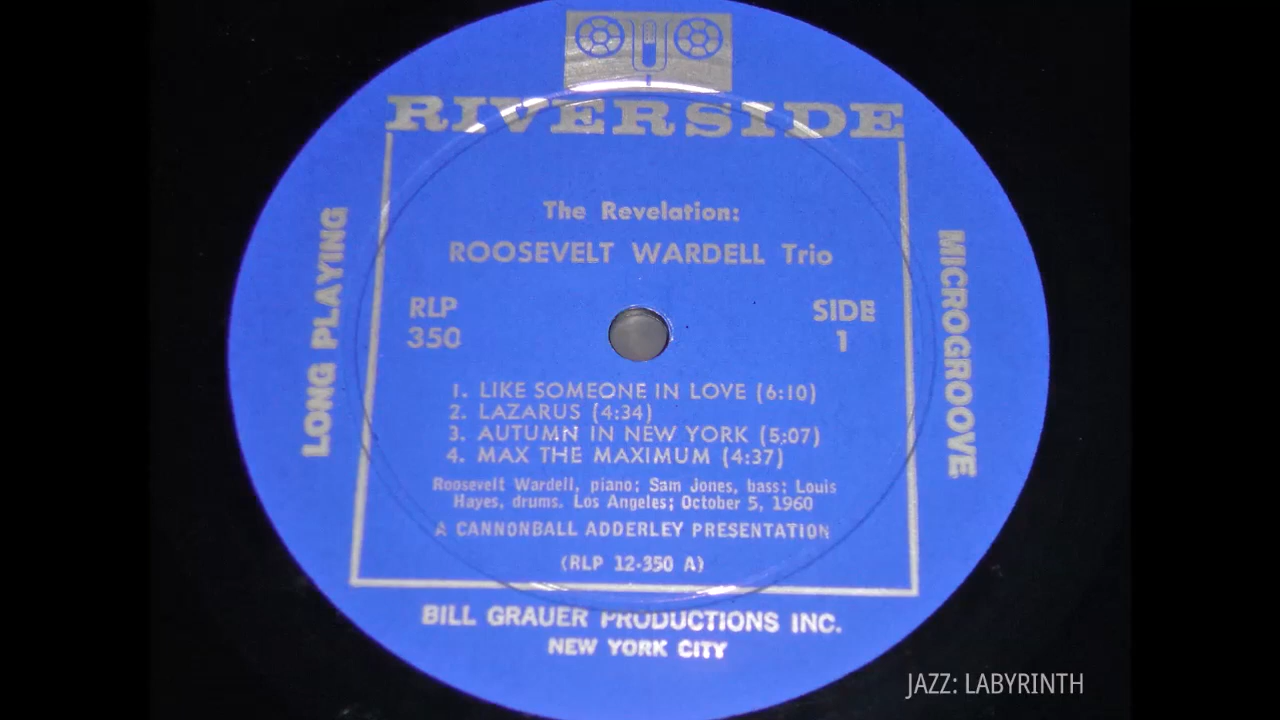 RIVERSIDE
The Revelation:
ROOSEVELT WARDELL Trio
RLP
350
SIDE
1
LONG PLAYING
MICROGROOVE
1. LIKE SOMEONE IN LOVE (6:10)
2. LAZARUS (4:34)
3. AUTUMN IN NEW YORK (5:07)
4. MAX THE MAXIMUM (4:37)
Roosevelt Wardell, piano; Sam Jones, bass; Louis
Hayes, drums. Los Angeles; October 5, 1960
A CANNONBALL ADDERLEY PRESENTATION
(RLP 12-350 A)
BILL GRAUER PRODUCTIONS INC.
NEW YORK CITY
JAZZ: LABYRINTH